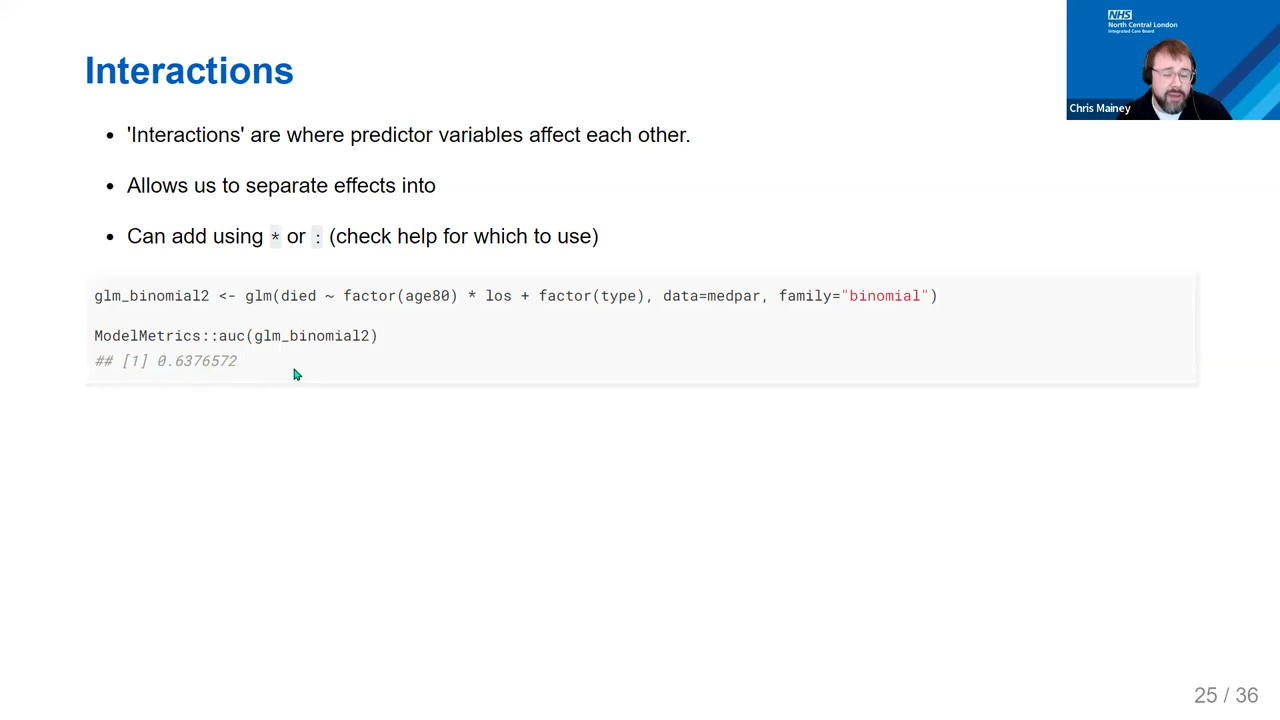 NHS
North Central London
Integrated Care Board
Chris Mainey
Interactions
'Interactions' are where predictor variables affect each other.
Allows us to separate effects into
Can add using * or : (check help for which to use)
glm_binomial2 <- glm(died ~ factor(age80) * los + factor(type), data=medpar, family="binomial")
ModelMetrics::auc(glm_binomial2)
## [1] 0.6376572
25 / 36